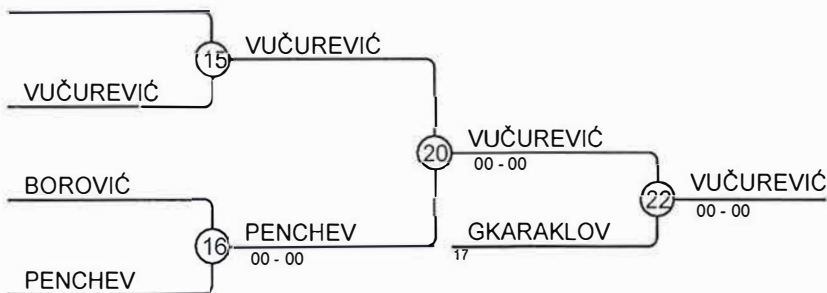 15
VUČUREVIĆ
VUČUREVIĆ
20
VUČUREVIĆ
00 - 00
BOROVIĆ
22
VUČUREVIĆ
00 - 00
16
PENCHEV
00 - 00
GKARAKLOV
17
PENCHEV